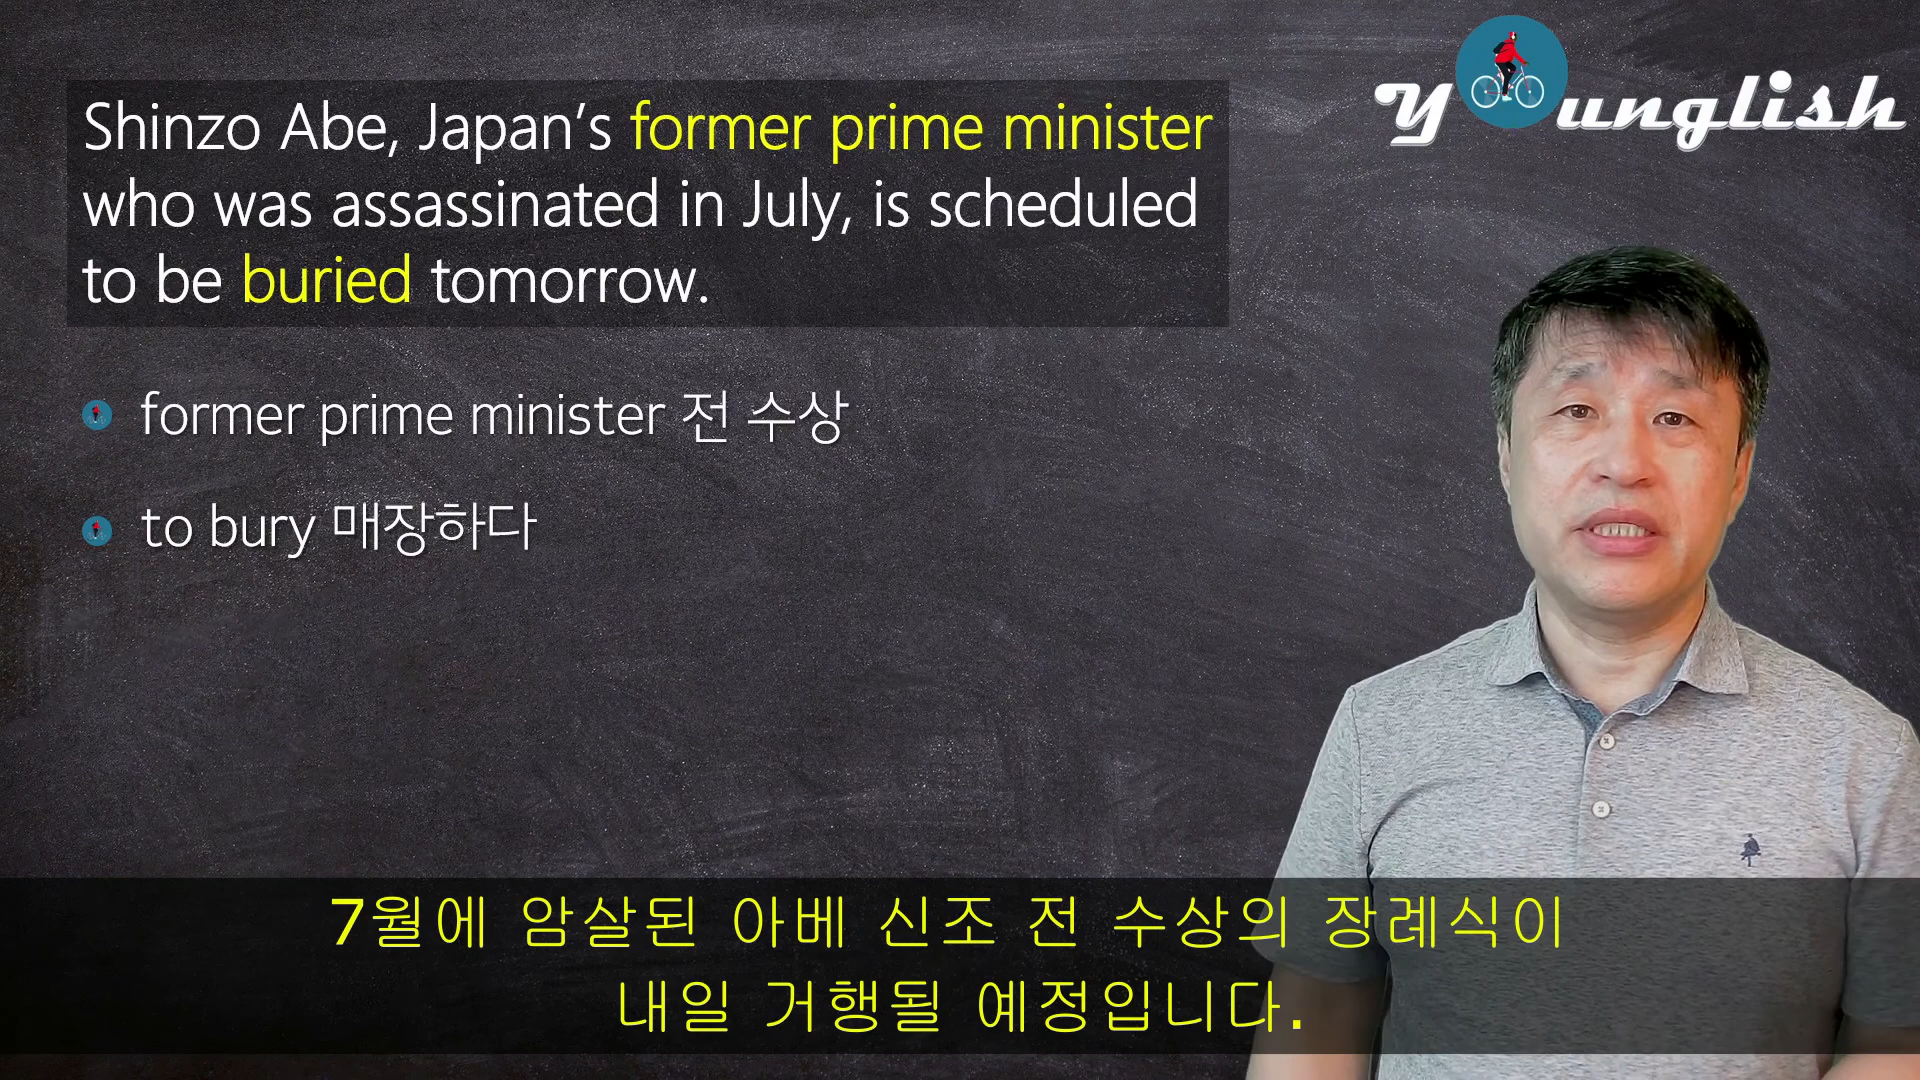 Younglish
Shinzo Abe, Japan’s former prime minister
who was assassinated in July, is scheduled
to be buried tomorrow.
former prime minister 전 수상
to bury 매장하다
7월에 암살된 아베 신조 전 수상의 장례식이
내일 거행될 예정입니다.